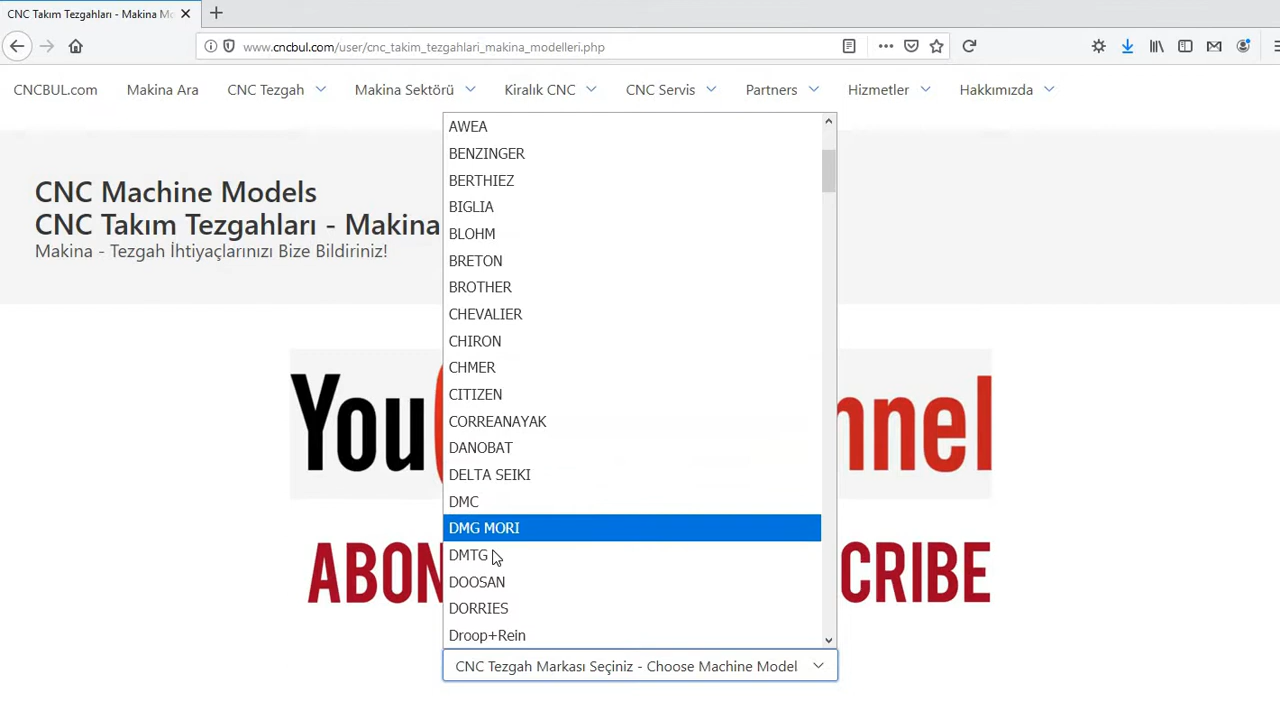 CNC Takım Tezgahları - Makina Mo
www.cncbul.com/user/cnc_takim_tezgahlari_makina_modelleri.php
CNCBUL.com Makina Ara CNC Tezgah Makina Sektörü Kiralık CNC CNC Servis Partners Hizmetler Hakkımızda
CNC Machine Models
CNC Takım Tezgahları - Makina
Makina - Tezgah İhtiyaçlarınızı Bize Bildiriniz!
AWEA
BENZINGER
BERTHIEZ
BIGLIA
BLOHM
BRETON
BROTHER
CHEVALIER
CHIRON
CHMER
CITIZEN
CORREANAYAK
DANOBAT
DELTA SEIKI
DMC
DMG MORI
DMTG
DOOSAN
DORRIES
Droop+Rein
CNC Tezgah Markası Seçiniz - Choose Machine Model
You nnel
ABON CRIBE